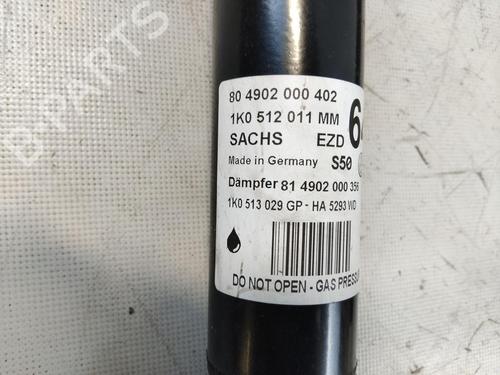 80 4902 000 402
1K0 512 011 MM
SACHS EZD
Made in Germany S50
Dämpfer 81 4902 000 356
1K0 513 029 GP - HA 5293 WD
DO NOT OPEN - GAS PRESSU
B-PARTS